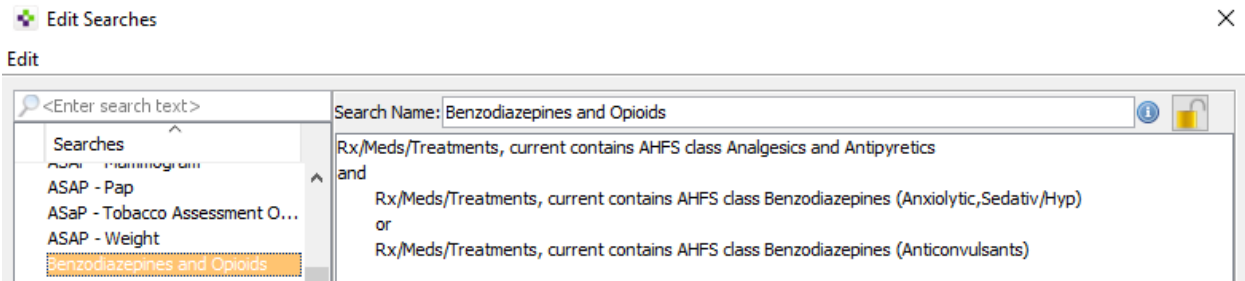 Edit Searches
Edit
<Enter search text>
Search Name: Benzodiazepines and Opioids
Searches
ASAP - Mammogram
ASAP - Pap
ASaP - Tobacco Assessment O...
ASAP - Weight
Benzodiazepines and Opioids
Rx/Meds/Treatments, current contains AHFS class Analgesics and Antipyretics
and
Rx/Meds/Treatments, current contains AHFS class Benzodiazepines (Anxiolytic,Sedativ/Hyp)
or
Rx/Meds/Treatments, current contains AHFS class Benzodiazepines (Anticonvulsants)